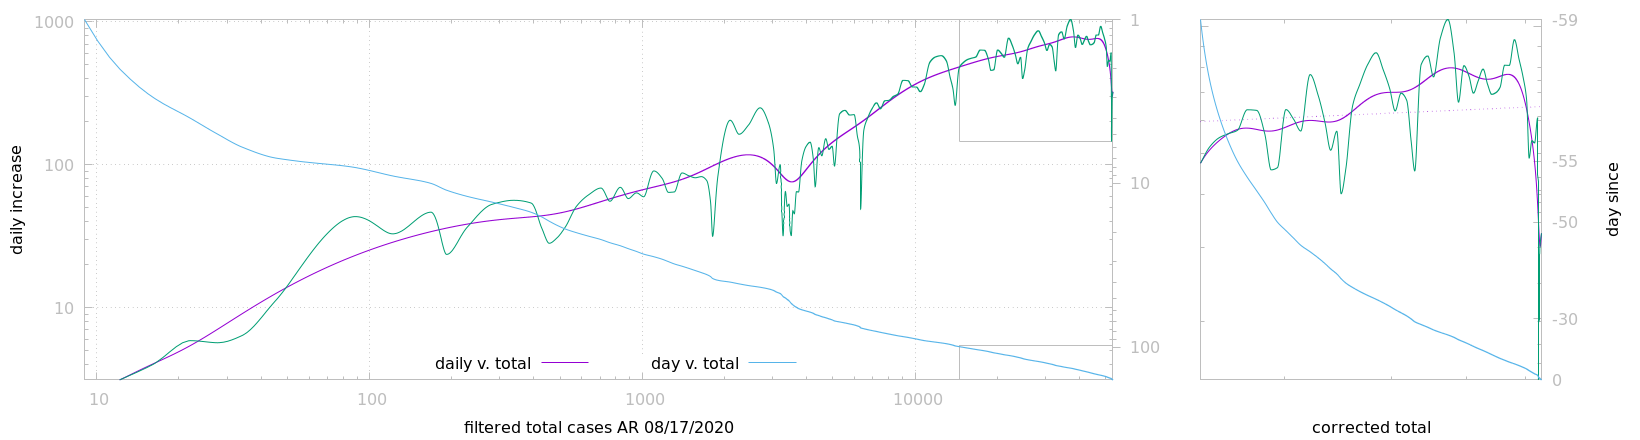 1000
100
10
daily increase
10
100
1000
10000
filtered total cases AR 08/17/2020
daily v. total
day v. total
1
10
100
-59
-55
-50
-30
0
day since
corrected total